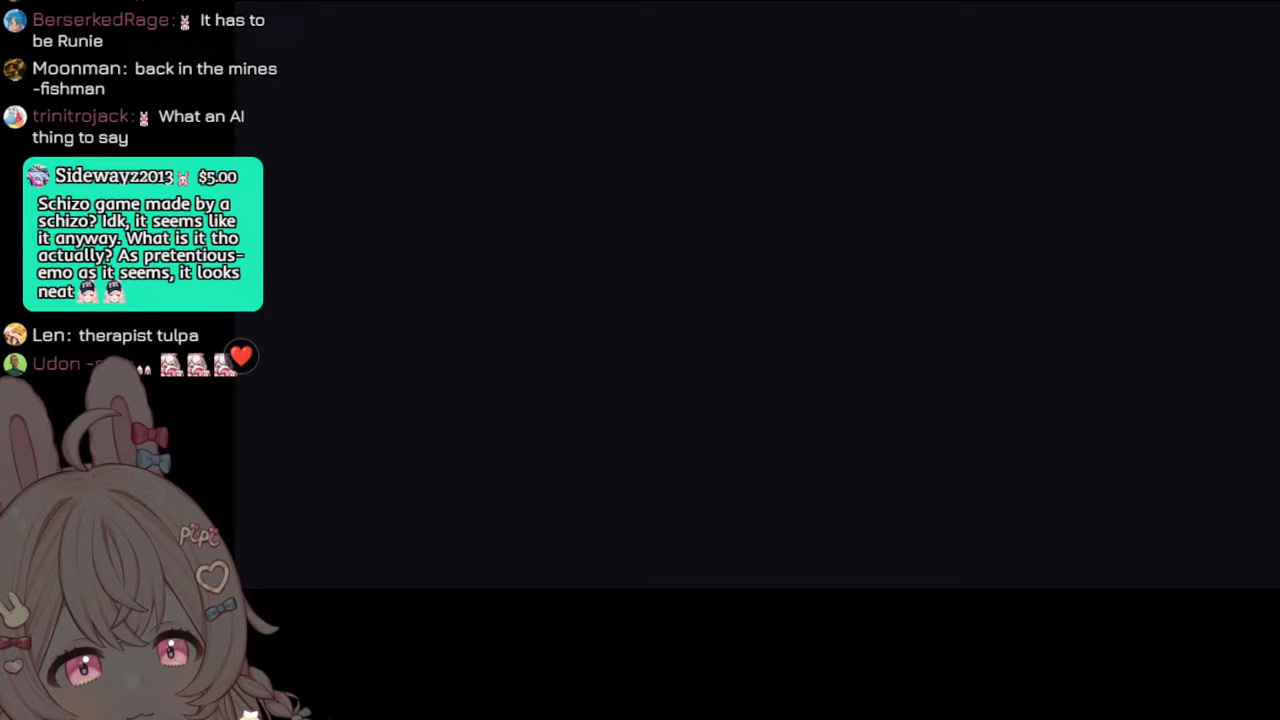 BerserkedRage: It has to
be Runie
Moonman: back in the mines
-fishman
trinitrojack: What an AI
thing to say
Sidewayz2013 $5.00
Schizo game made by a
schizo? Idk, it seems like
it anyway. What is it tho
actually? As pretentious-
emo as it seems, it looks
neat
Len: therapist tulpa
Udon
pipi